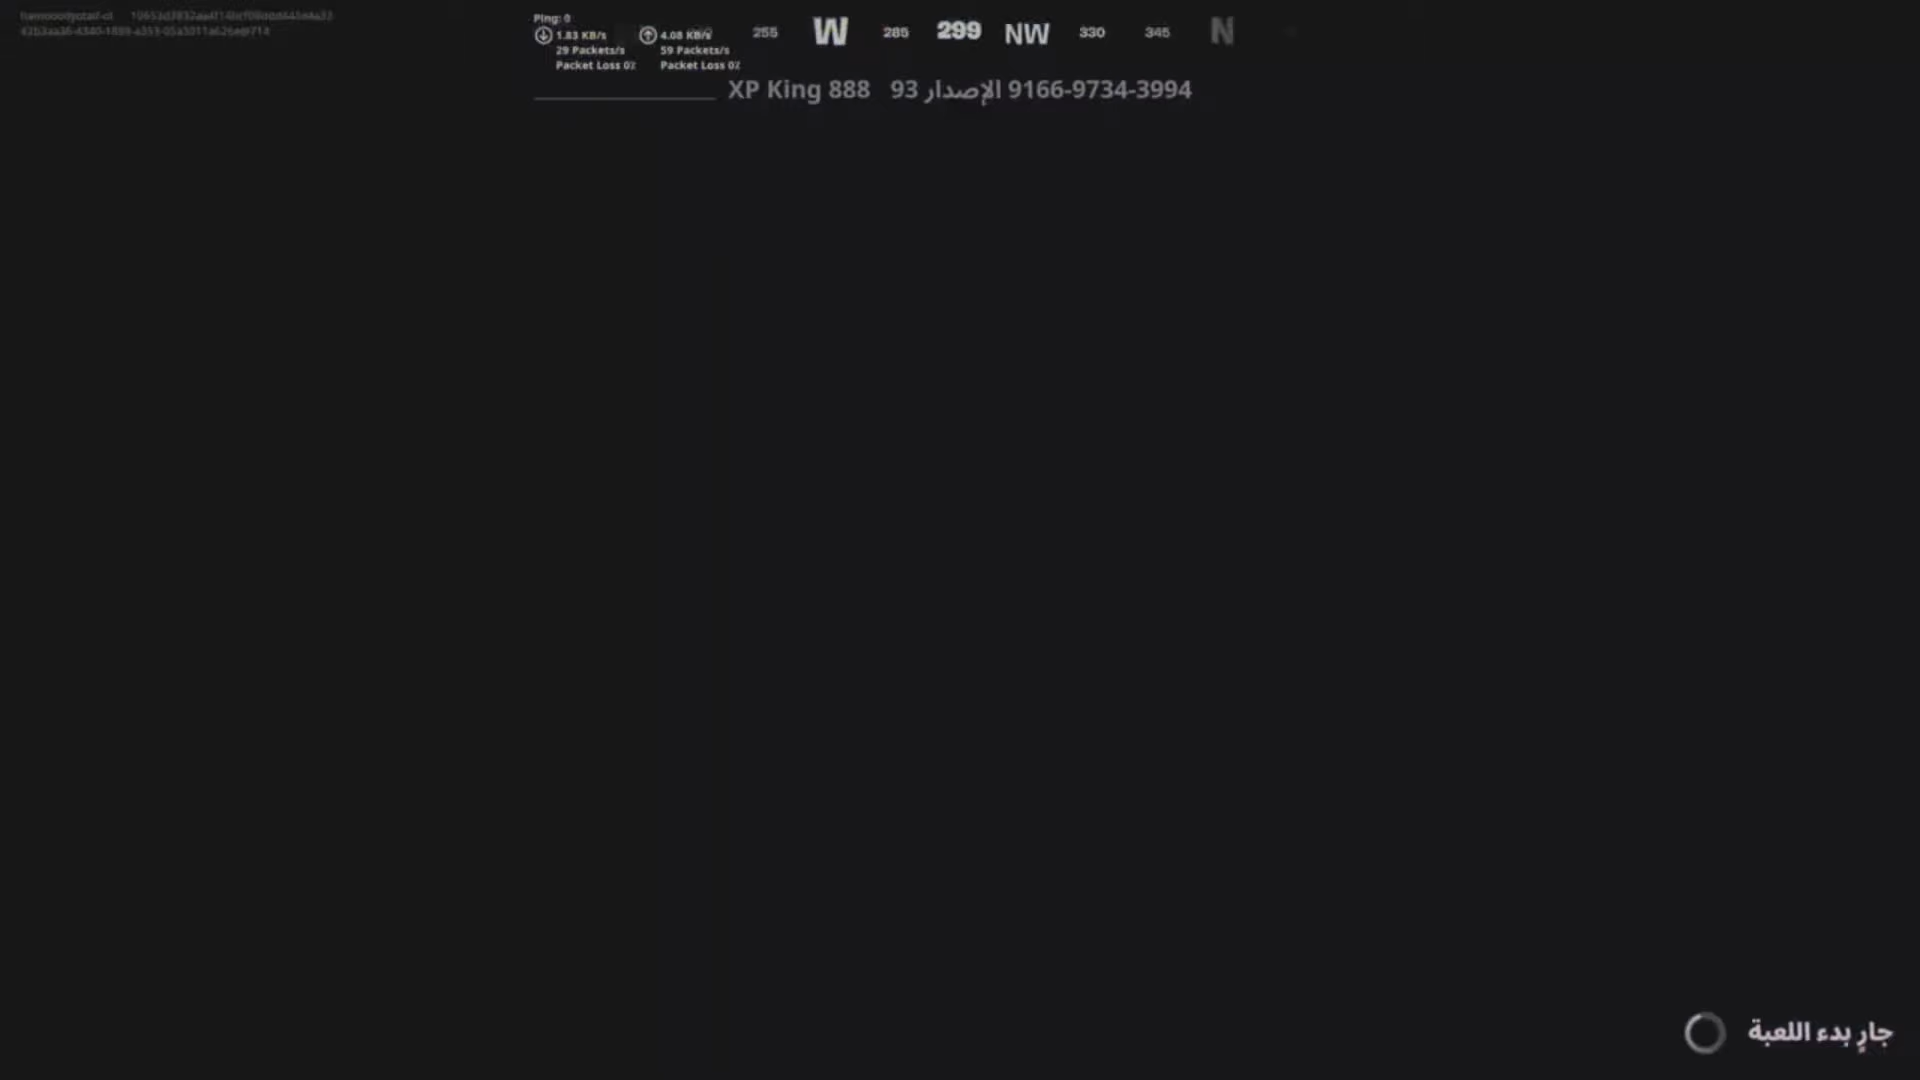 Ping: 0
1.83 KB/s
29 Packets/s
Packet Loss 0%
4.08 KB/s
59 Packets/s
Packet Loss 0%
255 W 285 299 NW 330 345 N
XP King 888 9166-9734-3994 الإصدار 93
جارٍ بدء اللعبة